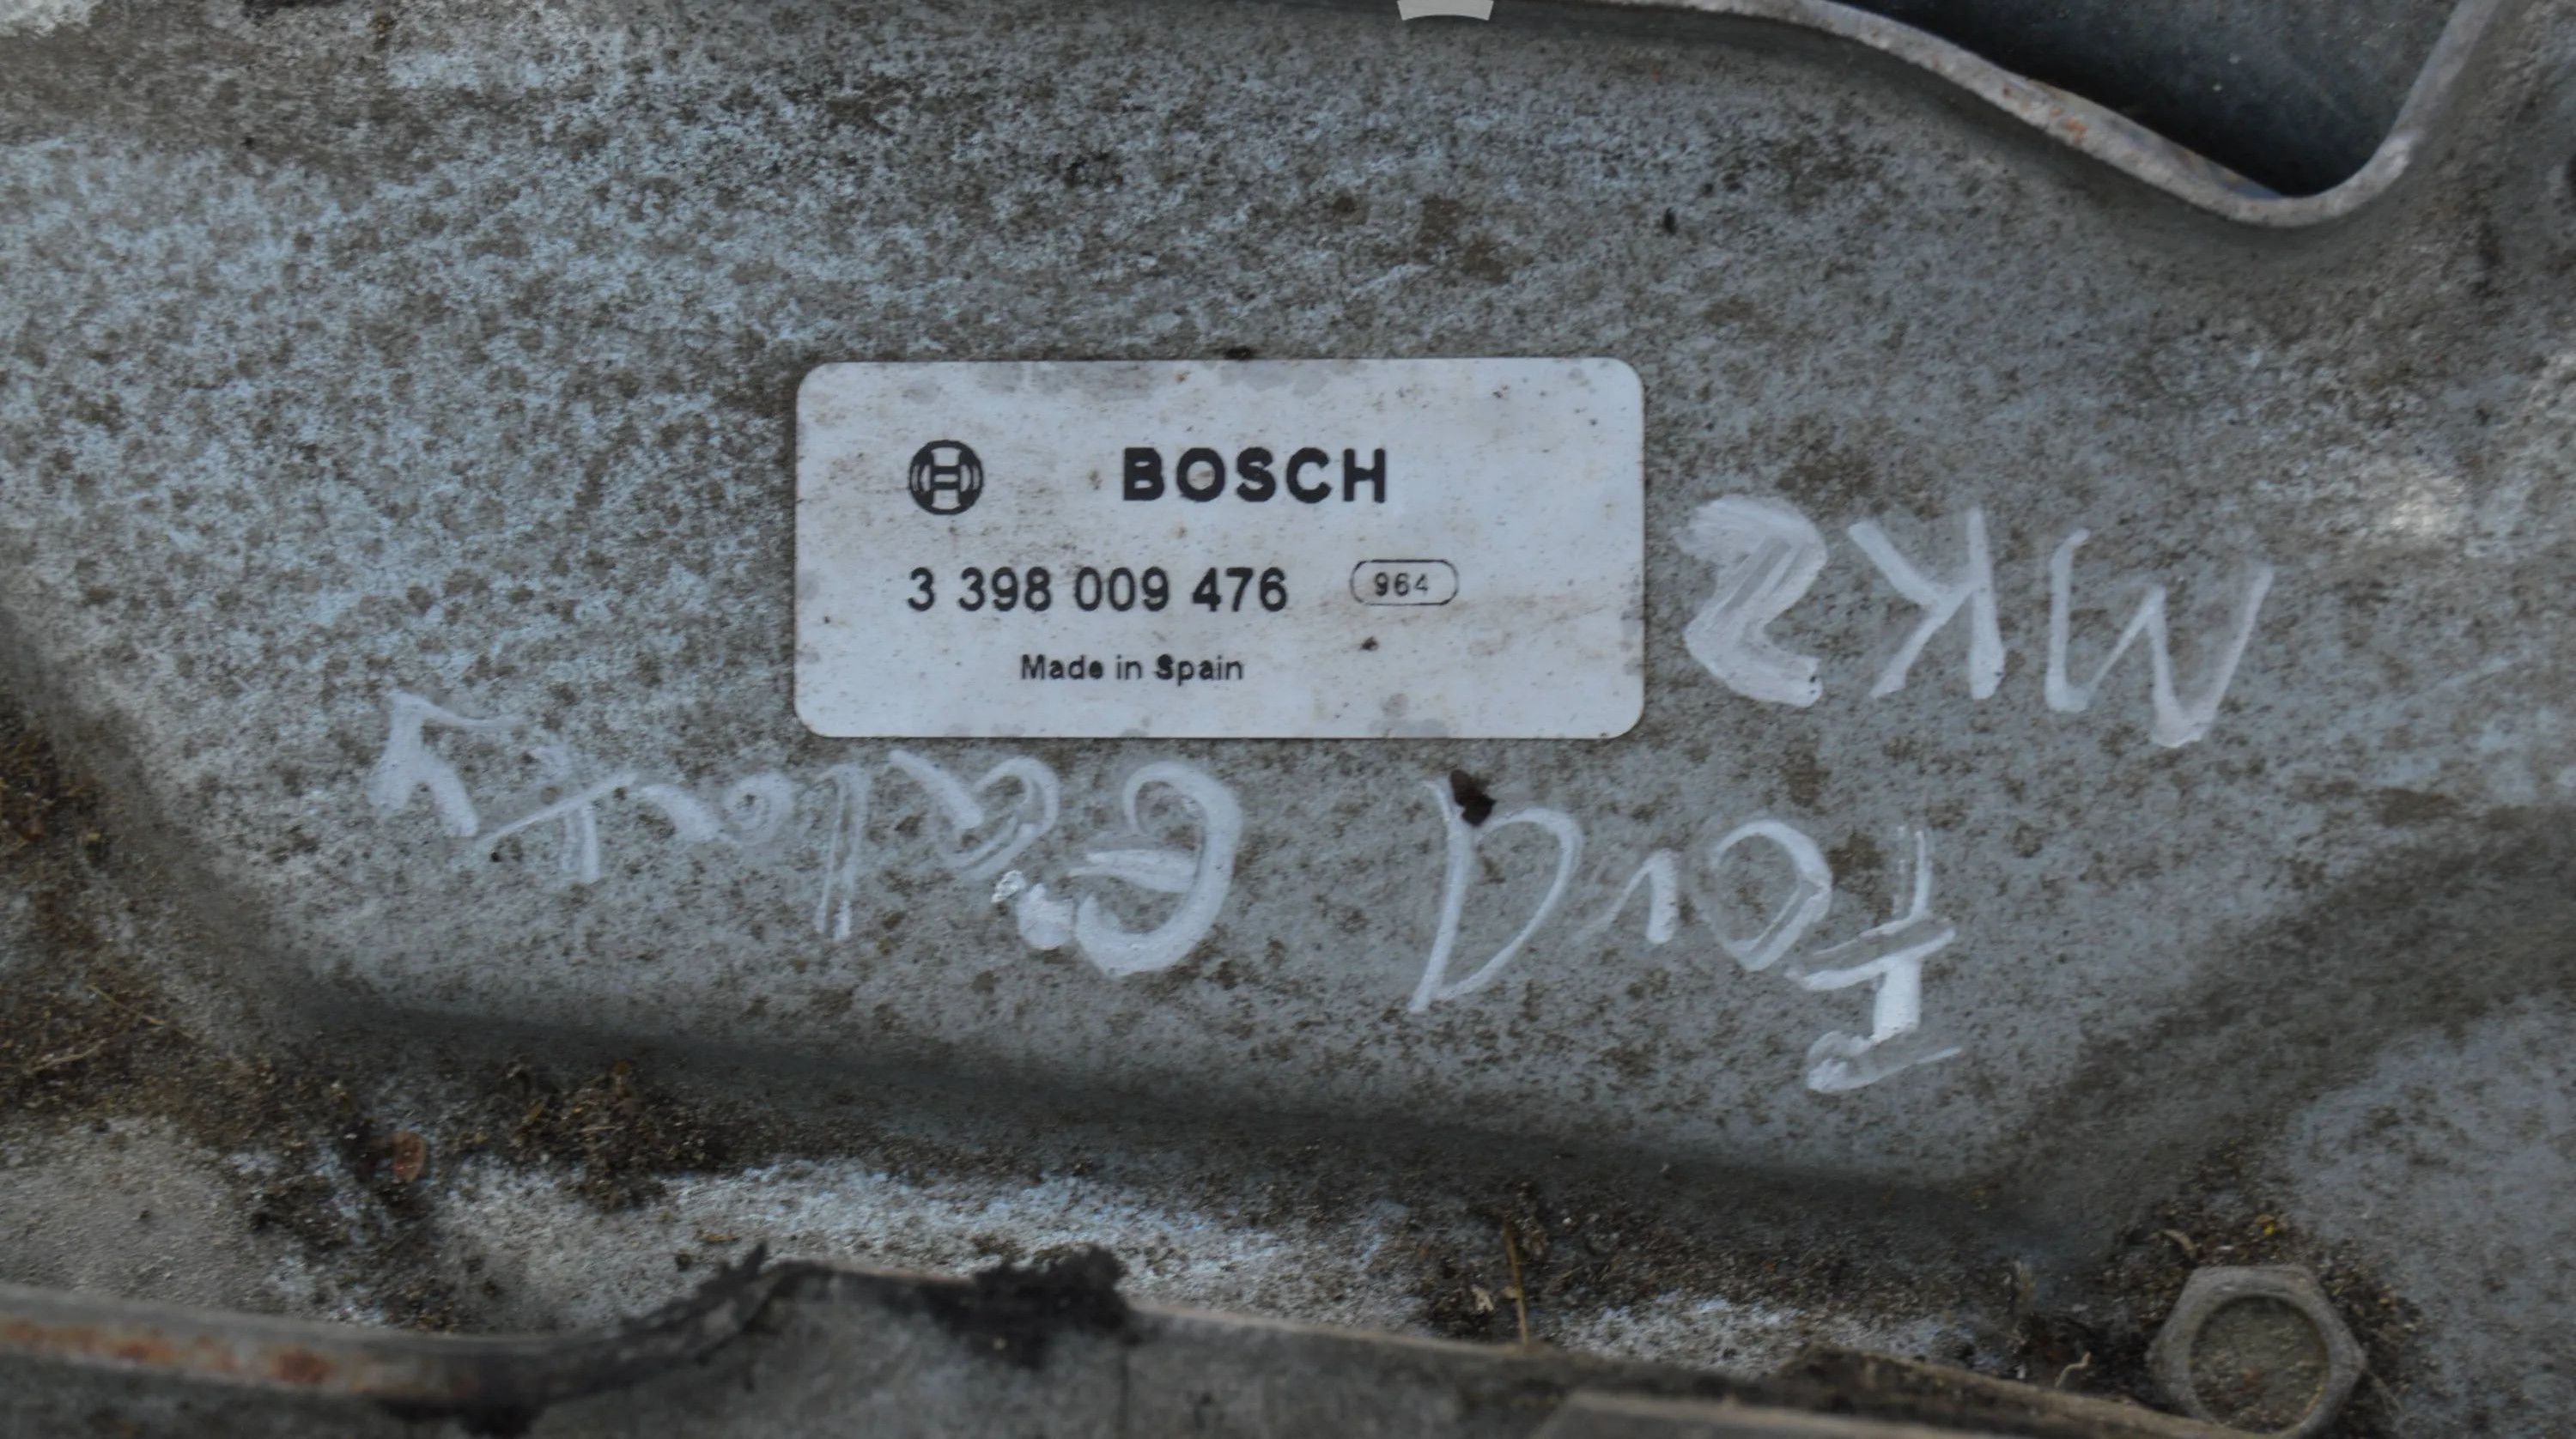 BOSCH
3 398 009 476 964
Made in Spain
Ford Galaxy
MK2